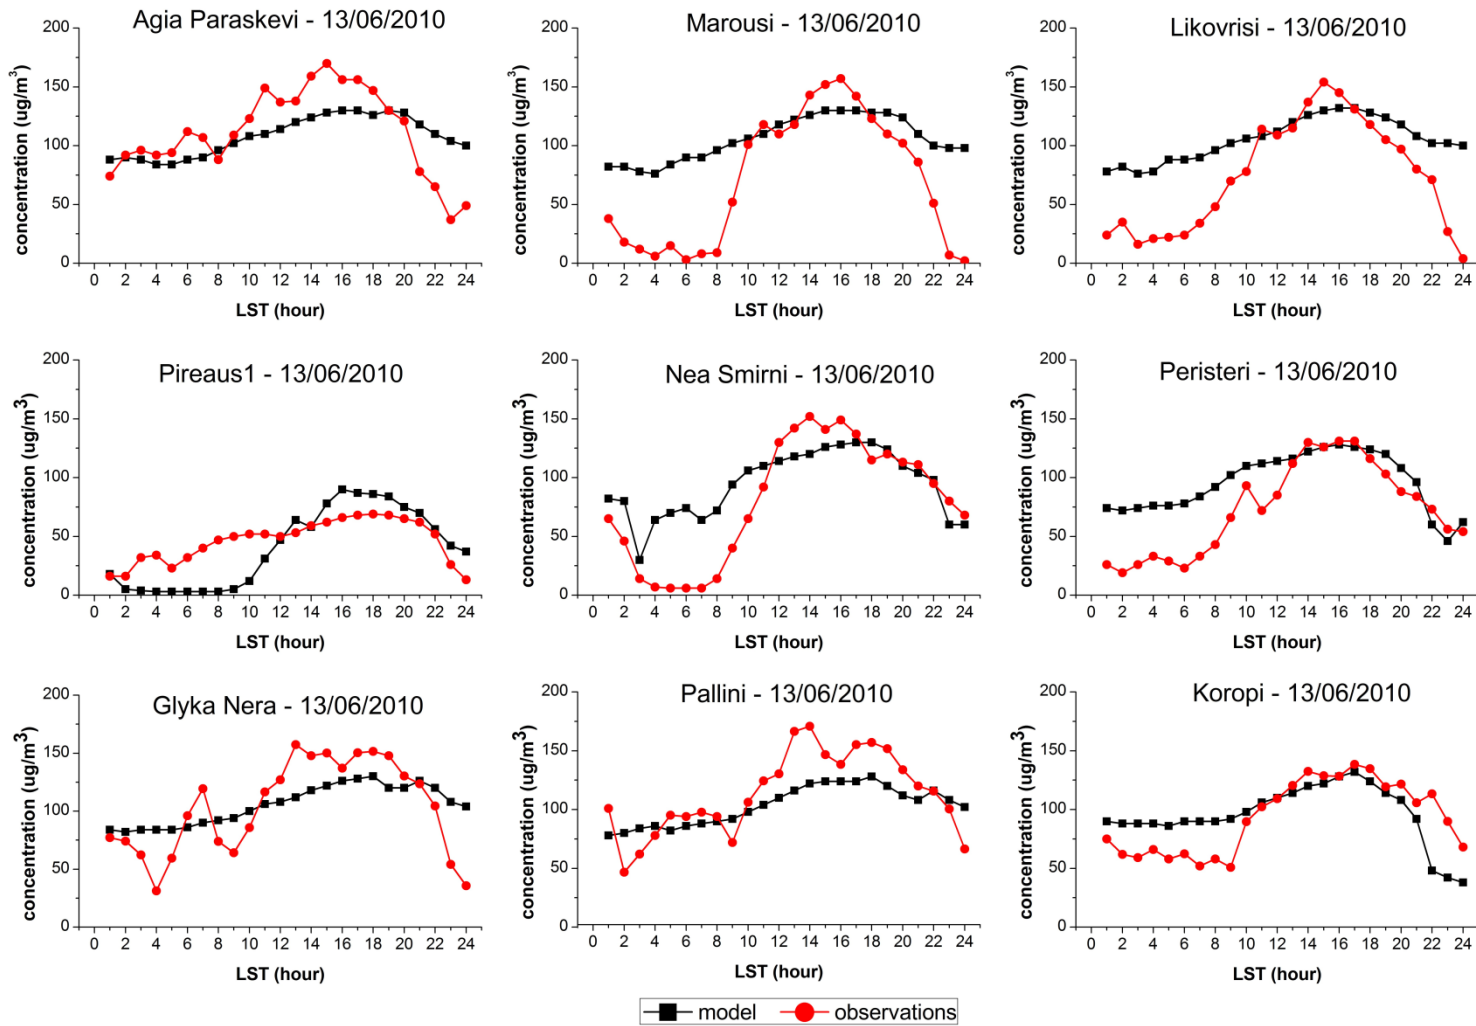 Agia Paraskevi - 13/06/2010
concentration (ug/m³)
200
150
100
50
0
0 2 4 6 8 10 12 14 16 18 20 22 24
LST (hour)
Marousi - 13/06/2010
concentration (ug/m³)
200
150
100
50
0
0 2 4 6 8 10 12 14 16 18 20 22 24
LST (hour)
Likovrisi - 13/06/2010
concentration (ug/m³)
200
150
100
50
0
0 2 4 6 8 10 12 14 16 18 20 22 24
LST (hour)
Pireaus1 - 13/06/2010
concentration (ug/m³)
200
150
100
50
0
0 2 4 6 8 10 12 14 16 18 20 22 24
LST (hour)
Nea Smirni - 13/06/2010
concentration (ug/m³)
200
150
100
50
0
0 2 4 6 8 10 12 14 16 18 20 22 24
LST (hour)
Peristeri - 13/06/2010
concentration (ug/m³)
200
150
100
50
0
0 2 4 6 8 10 12 14 16 18 20 22 24
LST (hour)
Glyka Nera - 13/06/2010
concentration (ug/m³)
200
150
100
50
0
0 2 4 6 8 10 12 14 16 18 20 22 24
LST (hour)
Pallini - 13/06/2010
concentration (ug/m³)
200
150
100
50
0
0 2 4 6 8 10 12 14 16 18 20 22 24
LST (hour)
Koropi - 13/06/2010
concentration (ug/m³)
200
150
100
50
0
0 2 4 6 8 10 12 14 16 18 20 22 24
LST (hour)
model observations